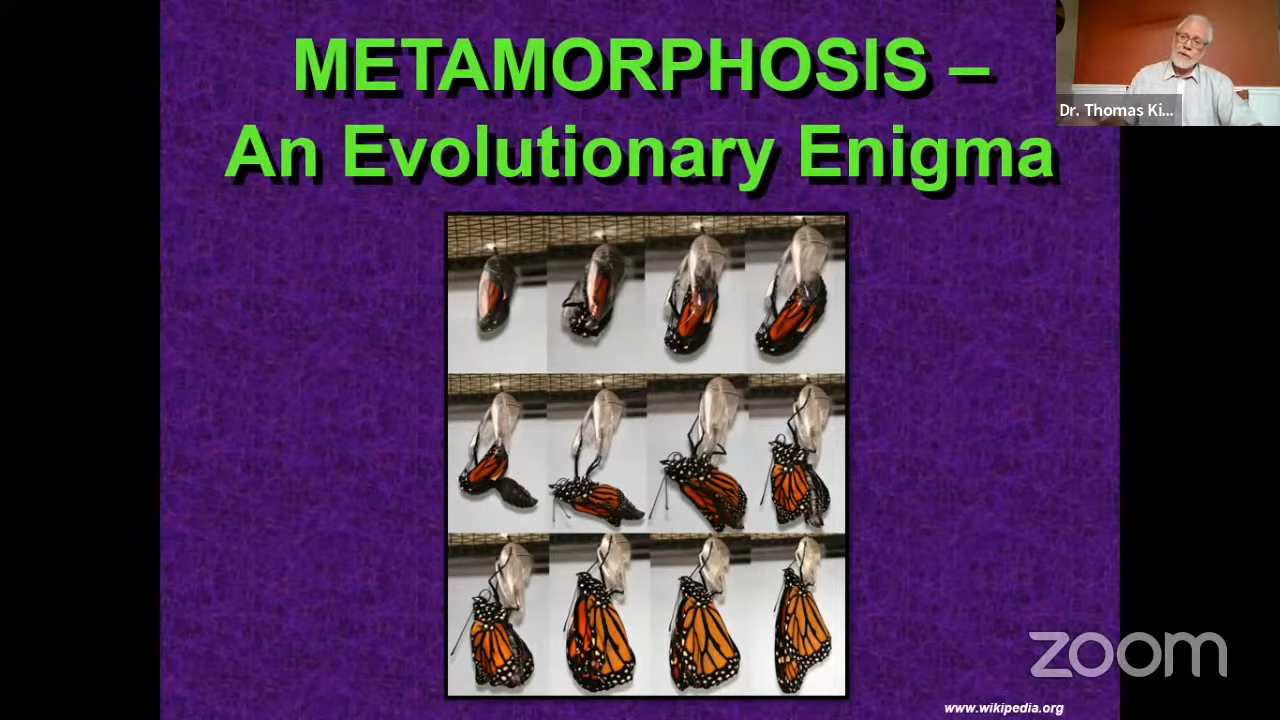 METAMORPHOSIS –
An Evolutionary Enigma
Dr. Thomas Ki...
zoom
www.wikipedia.org